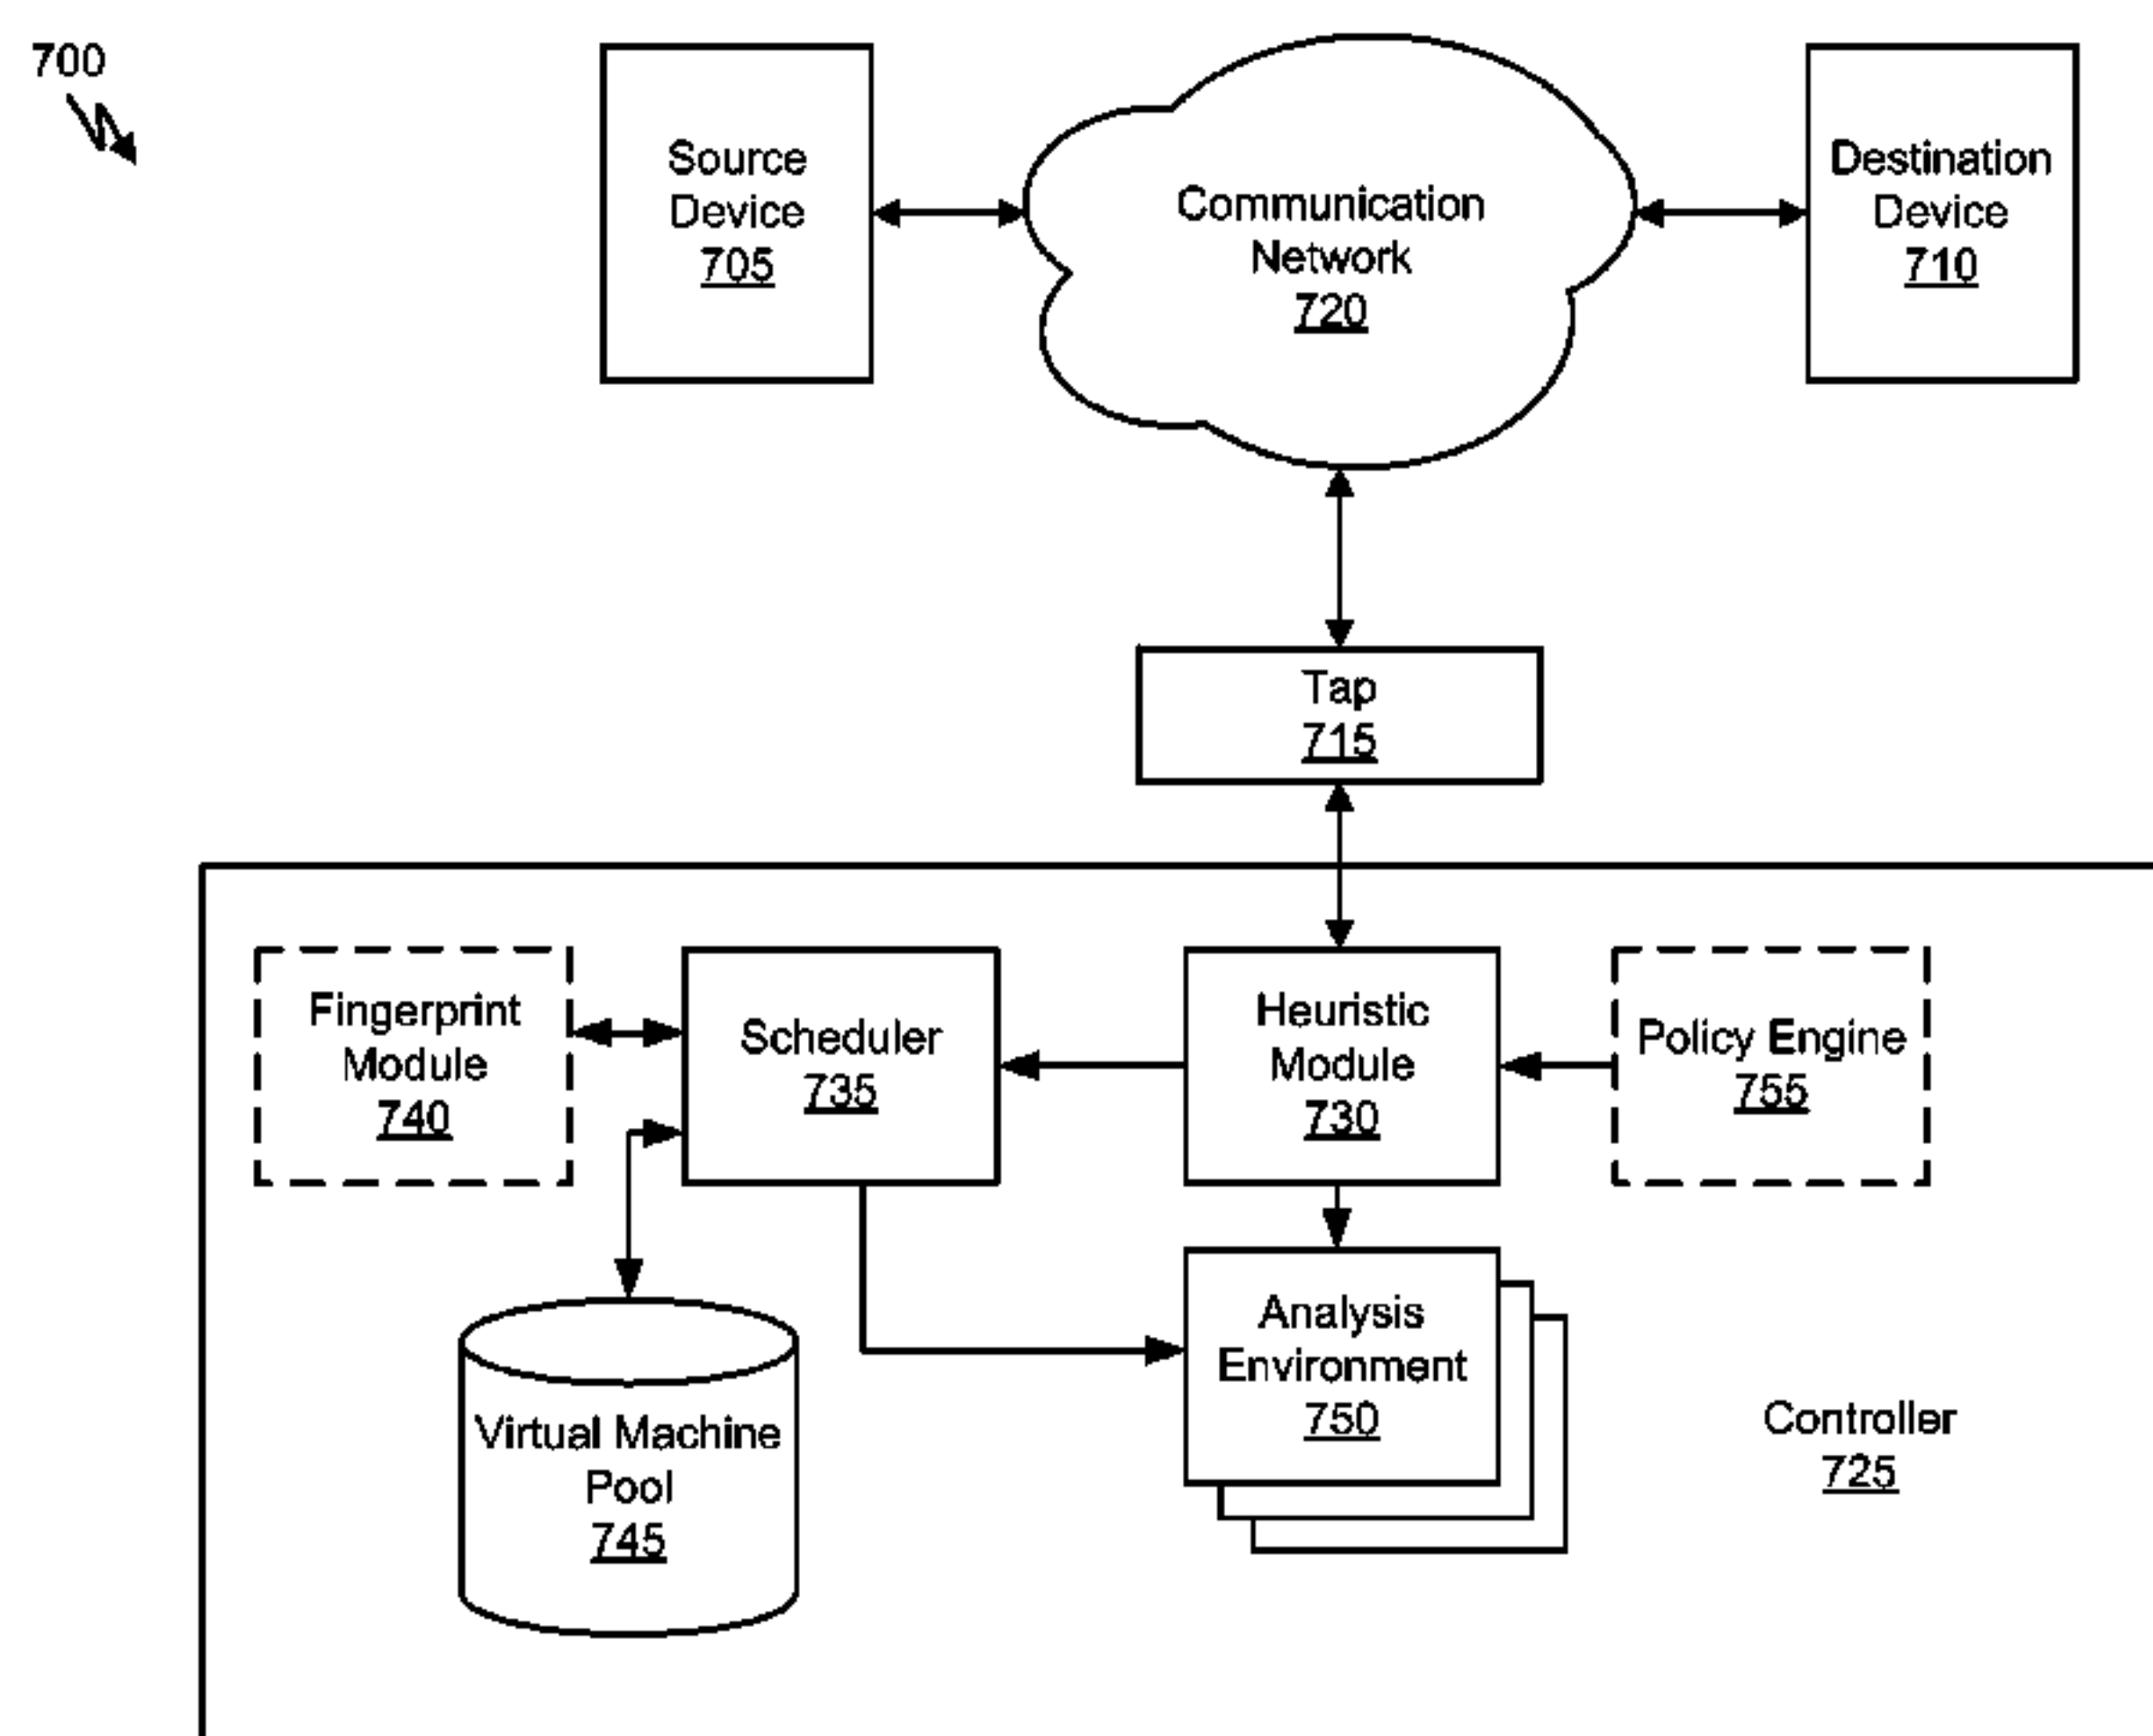 700
Source
Device
705
Communication
Network
720
Destination
Device
710
Tap
715
Fingerprint
Module
740
Scheduler
735
Heuristic
Module
730
Policy Engine
755
Virtual Machine
Pool
745
Analysis
Environment
750
Controller
725